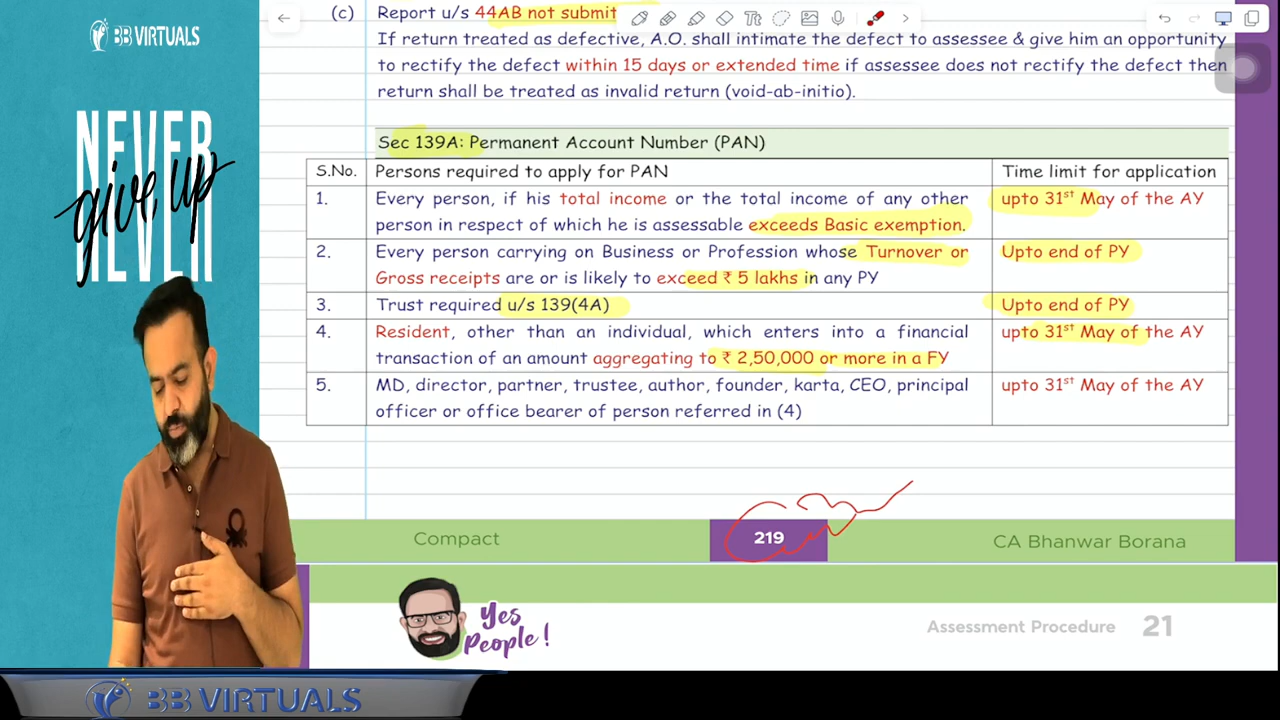 BB VIRTUALS
NEVER
give up
NEVER
(c) Report u/s 44AB not submit
If return treated as defective, A.O. shall intimate the defect to assessee & give him an opportunity
to rectify the defect within 15 days or extended time if assessee does not rectify the defect then
return shall be treated as invalid return (void-ab-initio).
Sec 139A: Permanent Account Number (PAN)
S.No. Persons required to apply for PAN Time limit for application
1. Every person, if his total income or the total income of any other upto 31st May of the AY
person in respect of which he is assessable exceeds Basic exemption.
2. Every person carrying on Business or Profession whose Turnover or Upto end of PY
Gross receipts are or is likely to exceed ₹ 5 lakhs in any PY
3. Trust required u/s 139(4A) Upto end of PY
4. Resident, other than an individual, which enters into a financial upto 31st May of the AY
transaction of an amount aggregating to ₹ 2,50,000 or more in a FY
5. MD, director, partner, trustee, author, founder, karta, CEO, principal upto 31st May of the AY
officer or office bearer of person referred in (4)
Compact 219 CA Bhanwar Borana
Yes
People!
Assessment Procedure 21
BB VIRTUALS